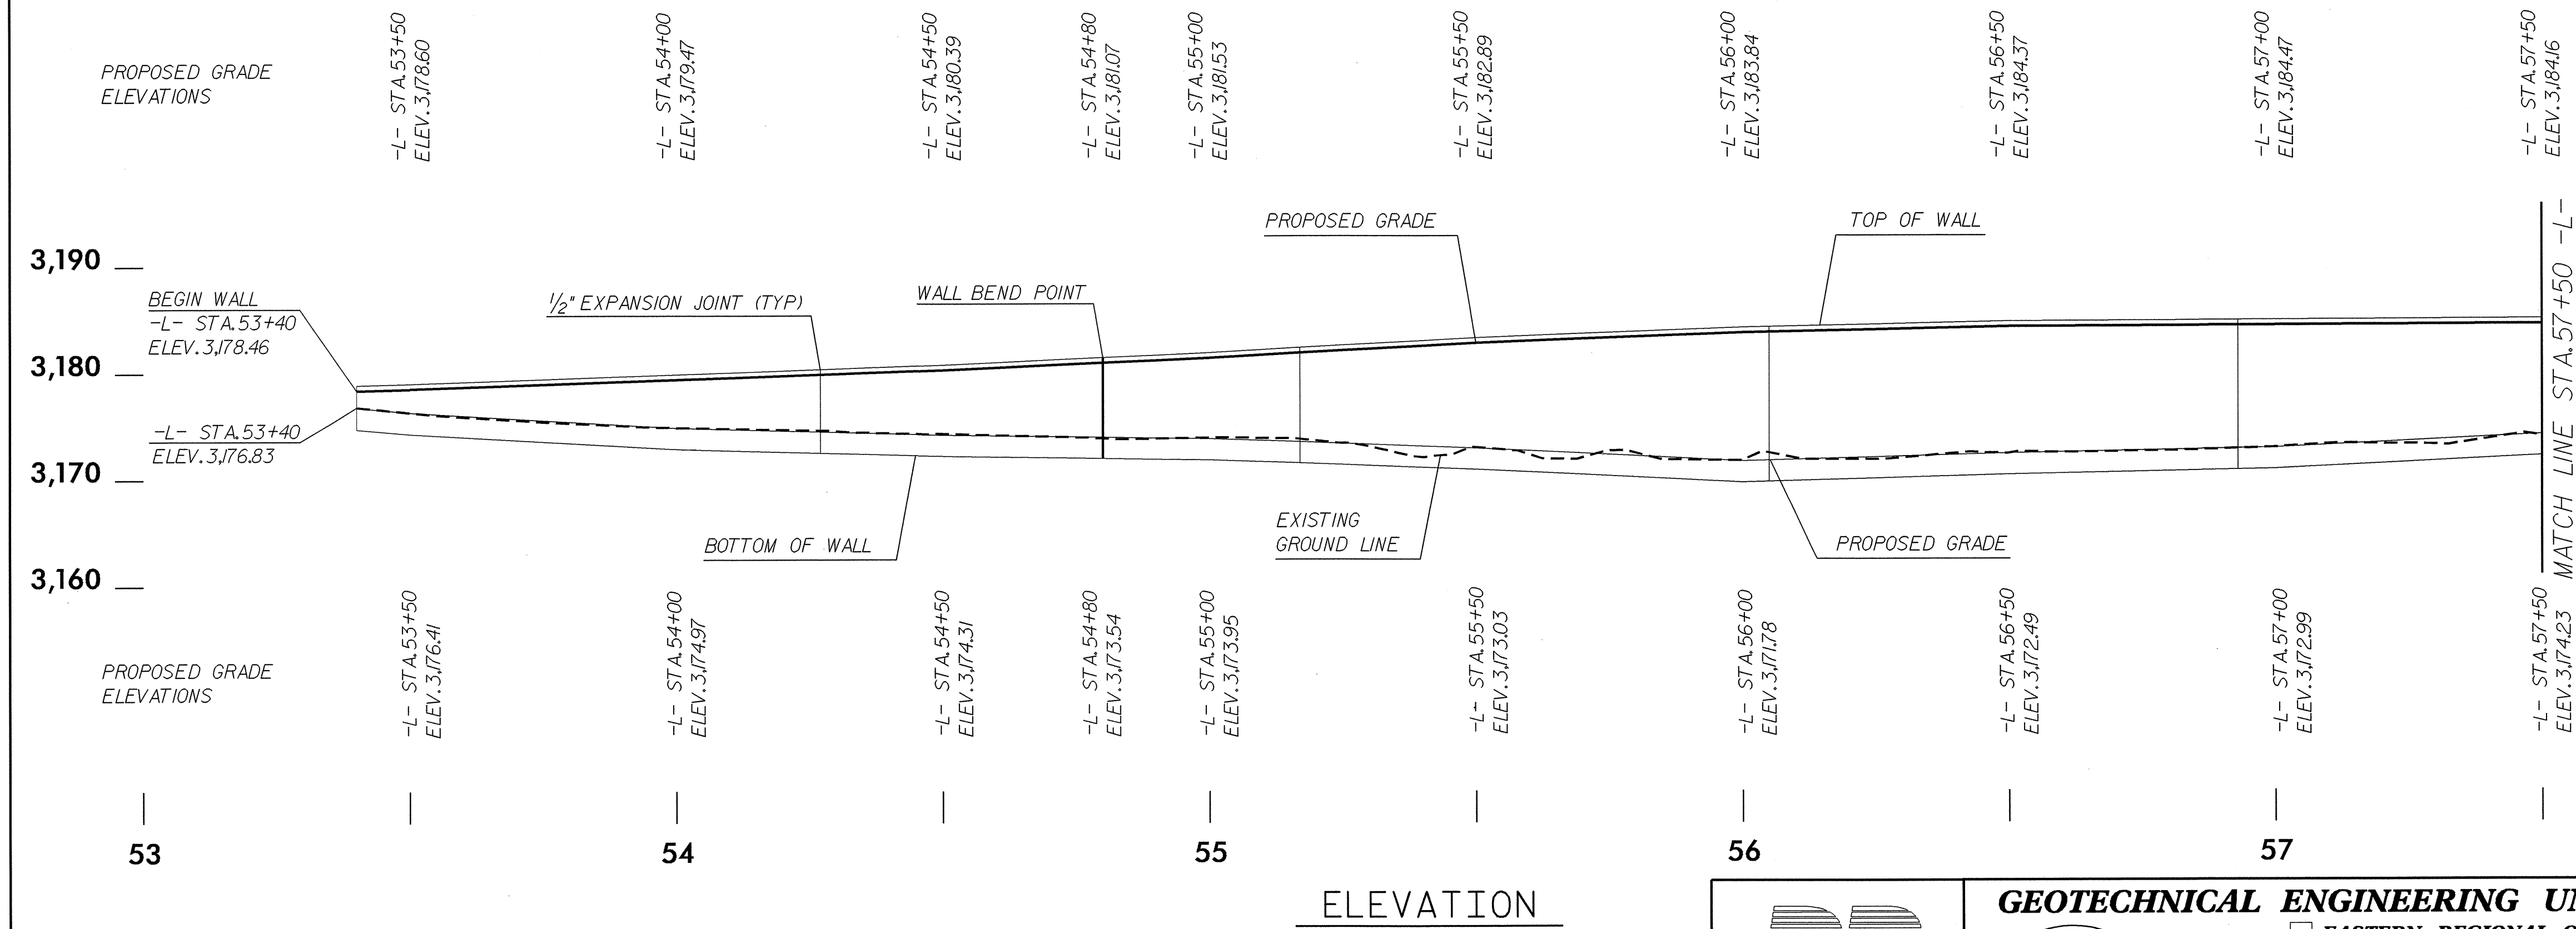 PROPOSED GRADE
ELEVATIONS
-L- STA.53+50
ELEV.3,178.60
-L- STA.54+00
ELEV.3,179.47
-L- STA.54+50
ELEV.3,180.39
-L- STA.54+80
ELEV.3,181.07
-L- STA.55+00
ELEV.3,181.53
-L- STA.55+50
ELEV.3,182.89
-L- STA.56+00
ELEV.3,183.84
-L- STA.56+50
ELEV.3,184.37
-L- STA.57+00
ELEV.3,184.47
-L- STA.57+50
ELEV.3,184.16
PROPOSED GRADE
TOP OF WALL
3,190
BEGIN WALL
-L- STA.53+40
ELEV.3,178.46
1/2" EXPANSION JOINT (TYP)
WALL BEND POINT
3,180
-L- STA.53+40
ELEV.3,176.83
3,170
BOTTOM OF WALL
EXISTING
GROUND LINE
PROPOSED GRADE
3,160
MATCH LINE STA.57+50 -L-
PROPOSED GRADE
ELEVATIONS
-L- STA.53+50
ELEV.3,176.41
-L- STA.54+00
ELEV.3,174.97
-L- STA.54+50
ELEV.3,174.31
-L- STA.54+80
ELEV.3,173.54
-L- STA.55+00
ELEV.3,173.95
-L- STA.55+50
ELEV.3,173.03
-L- STA.56+00
ELEV.3,171.78
-L- STA.56+50
ELEV.3,172.49
-L- STA.57+00
ELEV.3,172.99
-L- STA.57+50
ELEV.3,174.23
53
54
55
56
57
ELEVATION
GEOTECHNICAL ENGINEERING
EASTERN REGIONAL